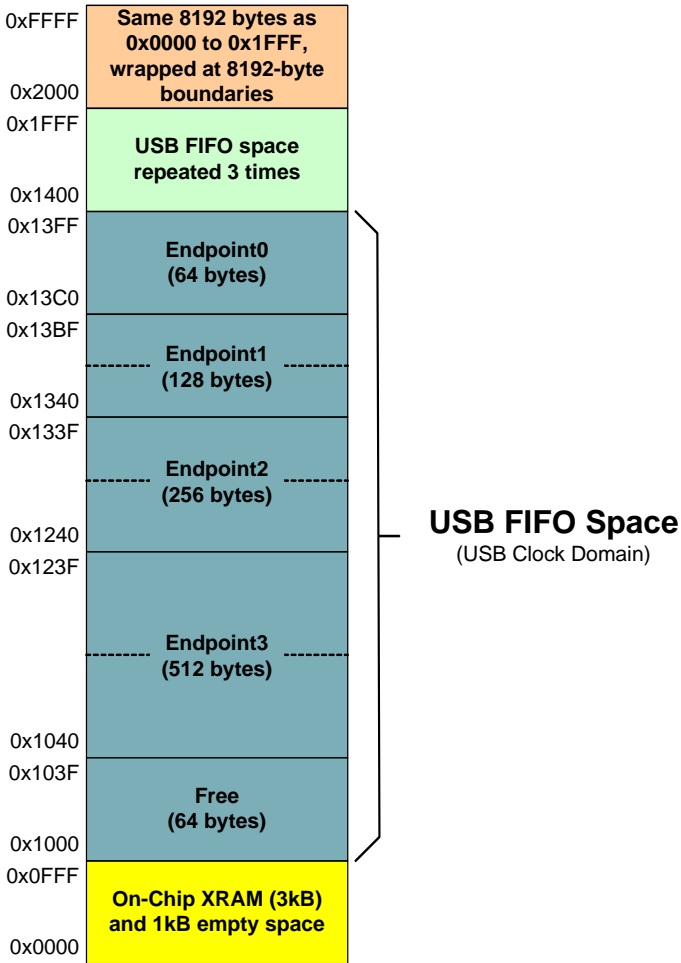 0xFFFF
Same 8192 bytes as
0x0000 to 0x1FFF,
wrapped at 8192-byte
boundaries
0x2000
0x1FFF
USB FIFO space
repeated 3 times
0x1400
0x13FF
Endpoint0
(64 bytes)
0x13C0
0x13BF
Endpoint1
(128 bytes)
0x1340
0x133F
Endpoint2
(256 bytes)
0x1240
0x123F
Endpoint3
(512 bytes)
0x1040
0x103F
Free
(64 bytes)
0x1000
0x0FFF
On-Chip XRAM (3kB)
and 1kB empty space
0x0000
USB FIFO Space
(USB Clock Domain)